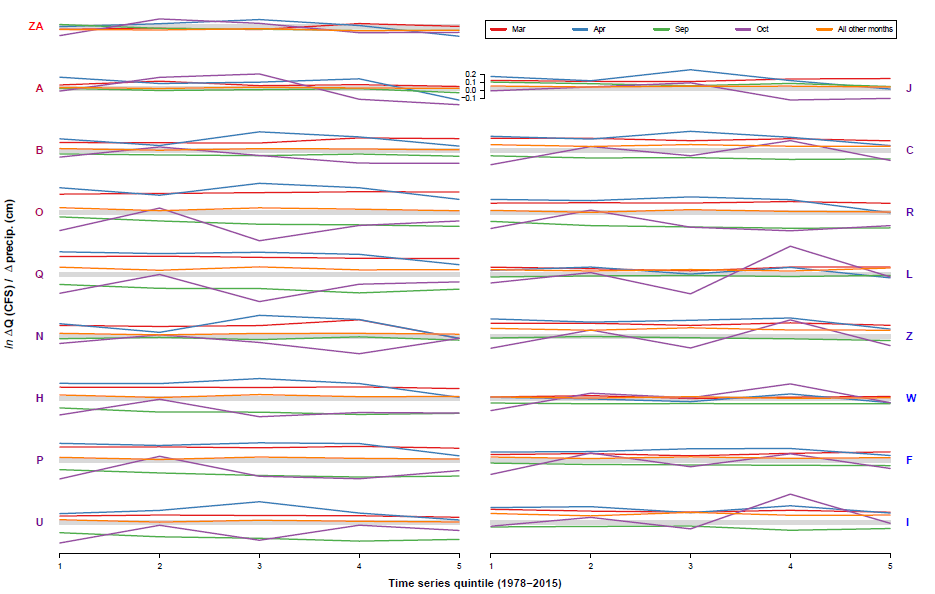 ZA
Mar Apr Sep Oct All other months
A
0.2
0.1
0.0
−0.1
J
B
C
O
R
Q
L
N
Z
H
W
P
F
U
I
ln ΔQ (CFS) / Δ precip. (cm)
1 2 3 4 5 1 2 3 4 5
Time series quintile (1978−2015)